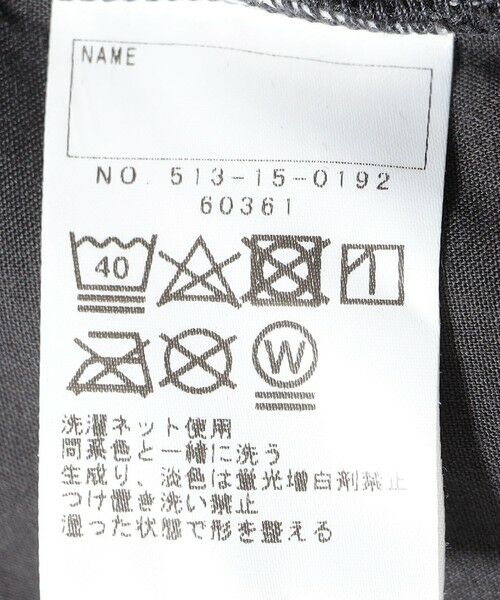 NAME
NO. 513-15-0192
60361
40
W
洗濯ネット使用
同系色と一緒に洗う
生成り、淡色は蛍光増白剤禁止
つけ置き洗い禁止
湿った状態で形を整える